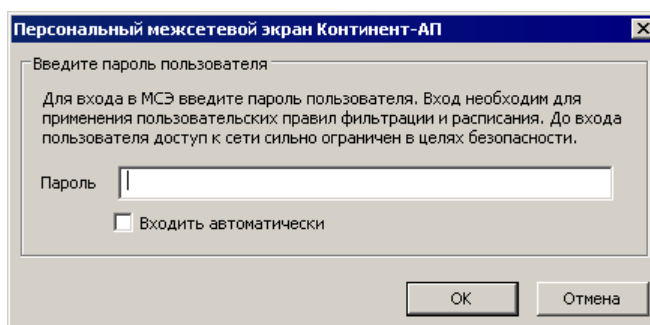 Персональный межсетевой экран Континент-АП
Введите пароль пользователя
Для входа в МСЭ введите пароль пользователя. Вход необходим для
применения пользовательских правил фильтрации и расписания. До входа
пользователя доступ к сети сильно ограничен в целях безопасности.
Пароль
Входить автоматически
OK
Отмена